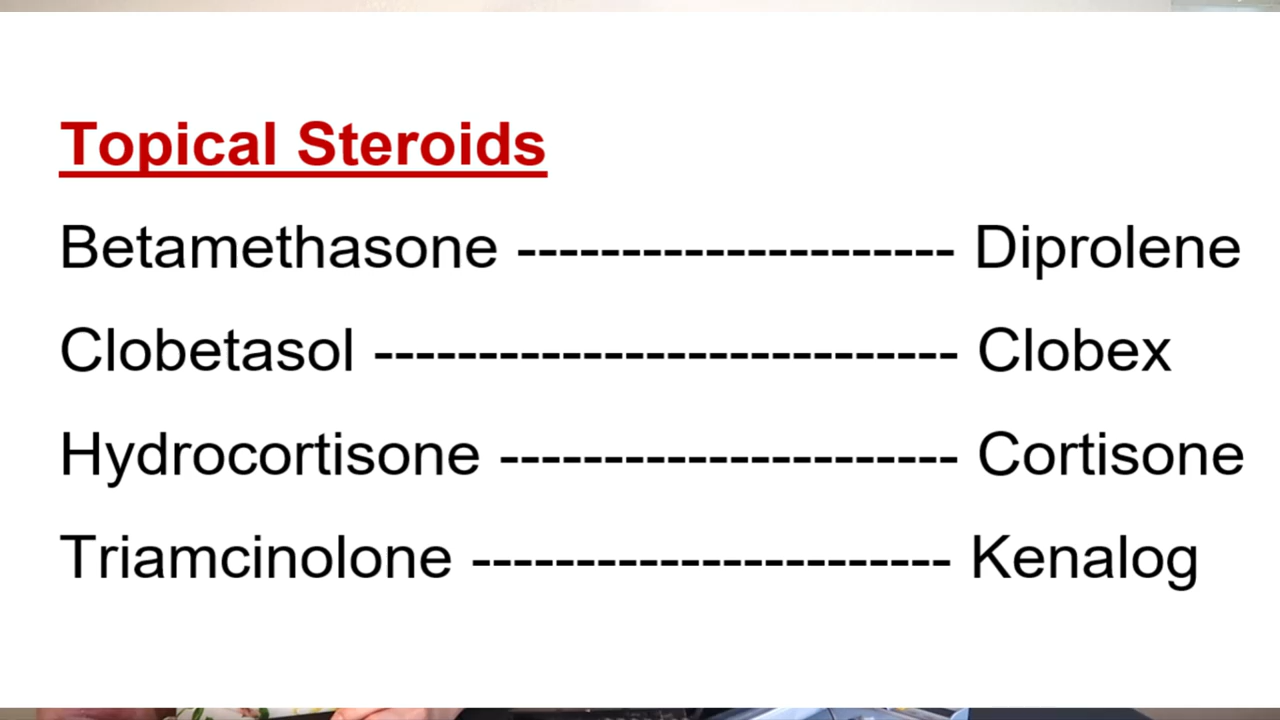 Topical Steroids
Betamethasone --------------------- Diprolene
Clobetasol ---------------------------- Clobex
Hydrocortisone ---------------------- Cortisone
Triamcinolone ----------------------- Kenalog